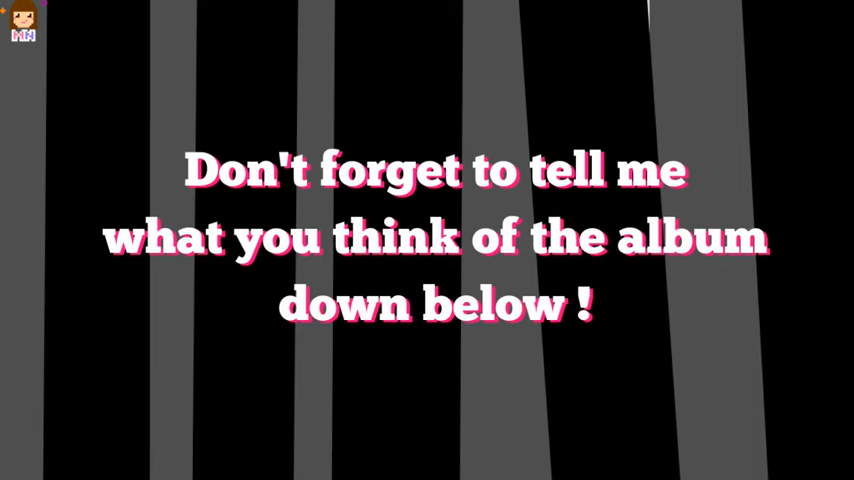 MN
Don't forget to tell me
what you think of the album
down below !